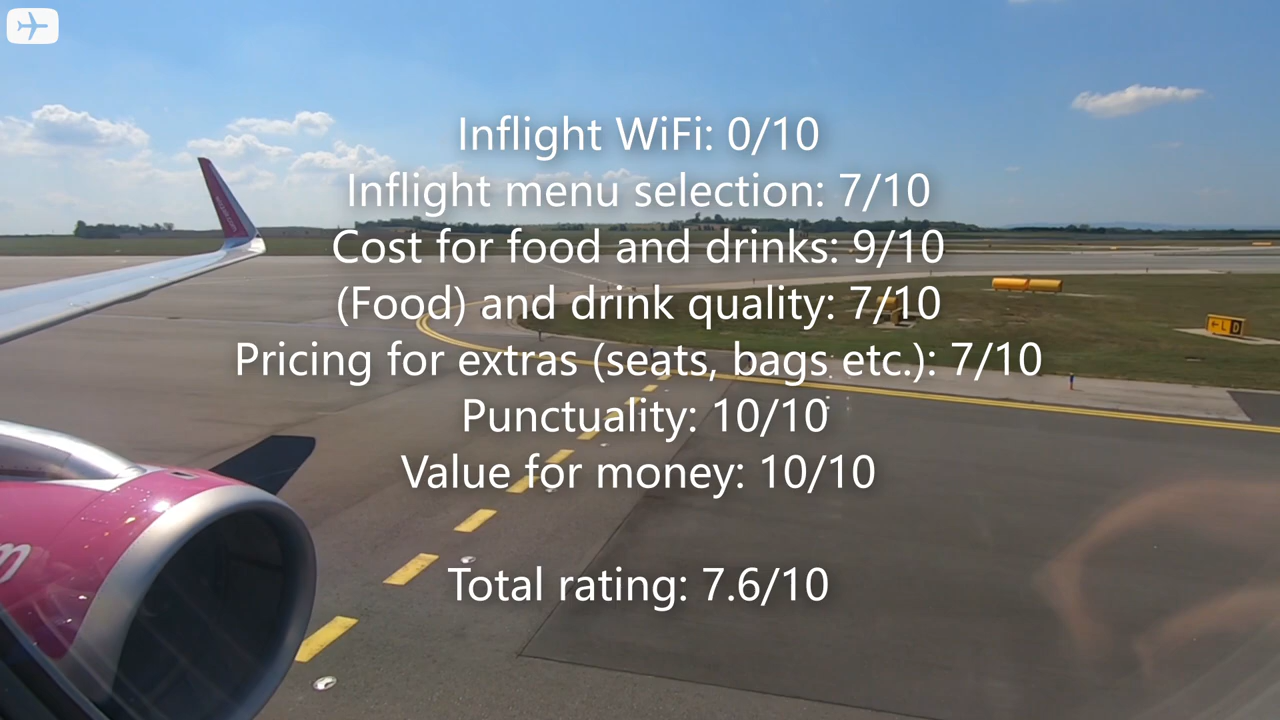 Inflight WiFi: 0/10
Inflight menu selection: 7/10
Cost for food and drinks: 9/10
(Food) and drink quality: 7/10
Pricing for extras (seats, bags etc.): 7/10
Punctuality: 10/10
Value for money: 10/10
Total rating: 7.6/10
L D